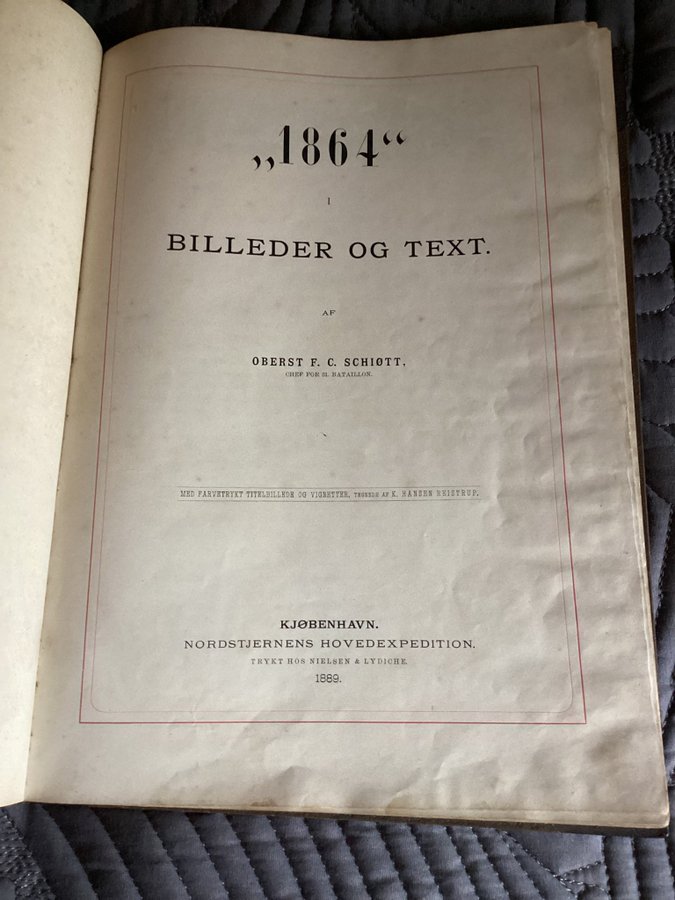 „1864“
I
BILLEDER OG TEXT.
AF
OBERST F. C. SCHIØTT,
CHEF FOR 31. BATAILLON.
MED FARVETRYKT TITELBILLEDE OG VIGNETTER, TEGNEDE AF K. HANSEN REISTRUP.
KJØBENHAVN.
NORDSTJERNENS HOVEDEXPEDITION.
TRYKT HOS NIELSEN & LYDICHE.
1889.